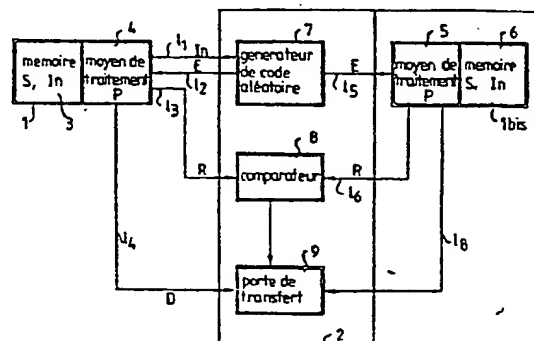 4
7
5
6
memoire
S, In
moyen de
traitement
P
l1
In
E
l2
l3
generateur
de code
aléatoire
E
l5
moyen de
traitement
P
memoire
S, In
1
3
1bis
8
R
comparateur
R
l6
l4
l8
9
D
porte de
transfert
2